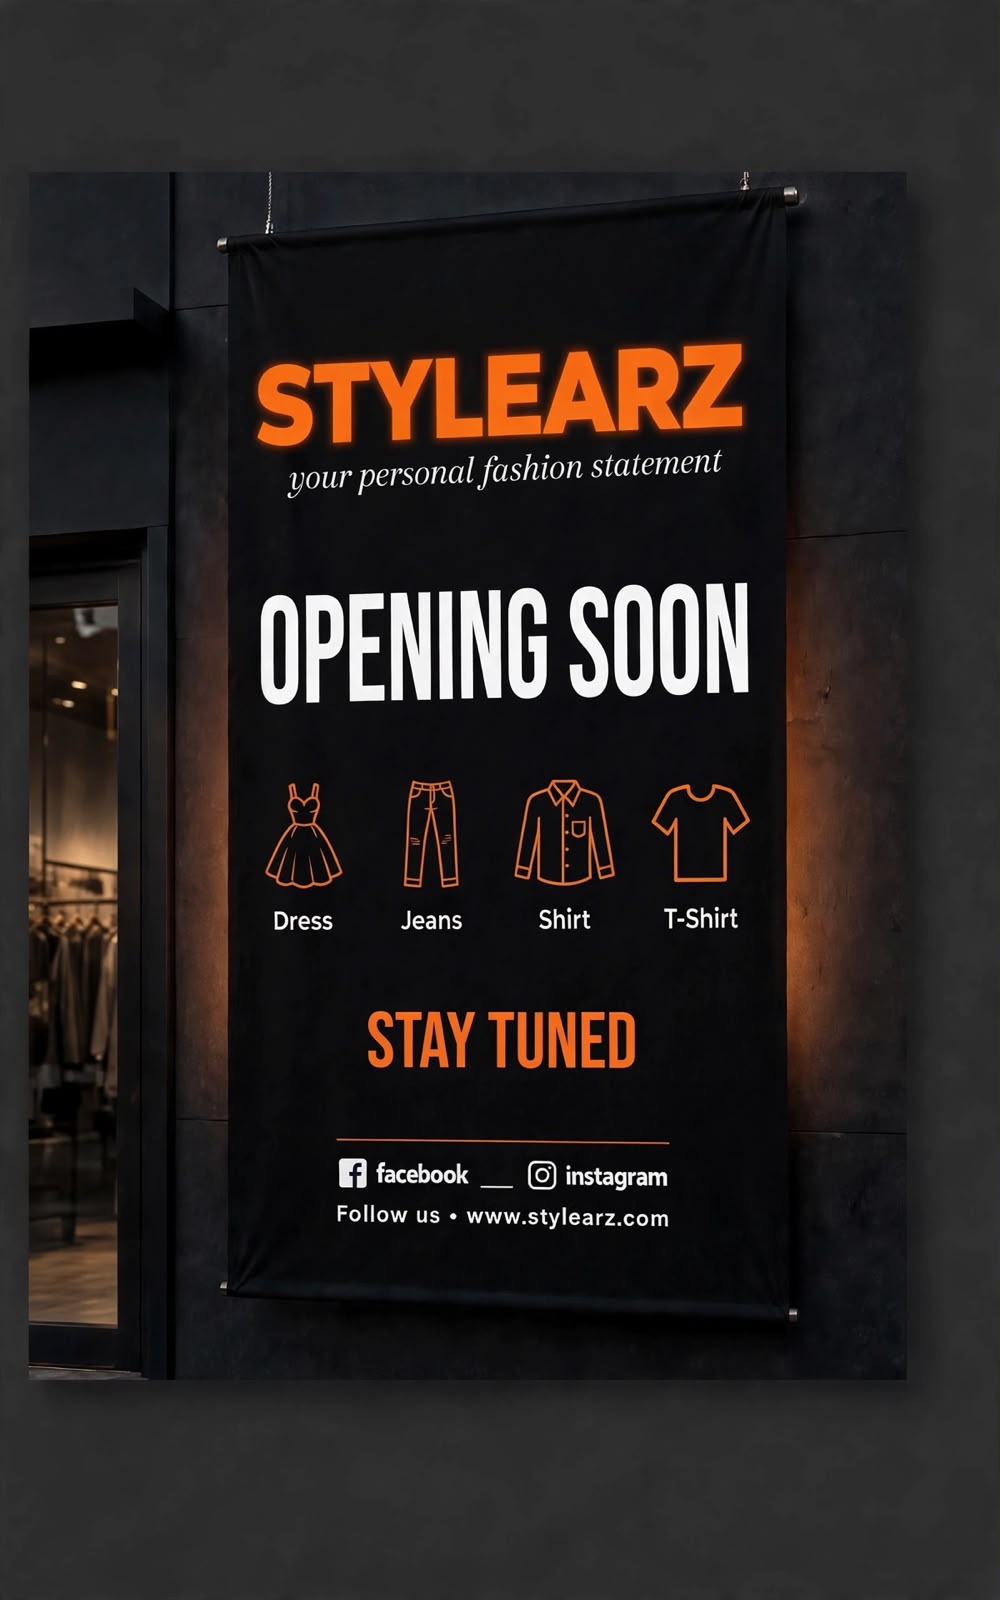 STYLEARZ
your personal fashion statement
OPENING SOON
Dress Jeans Shirt T-Shirt
STAY TUNED
facebook __ instagram
Follow us • www.stylearz.com